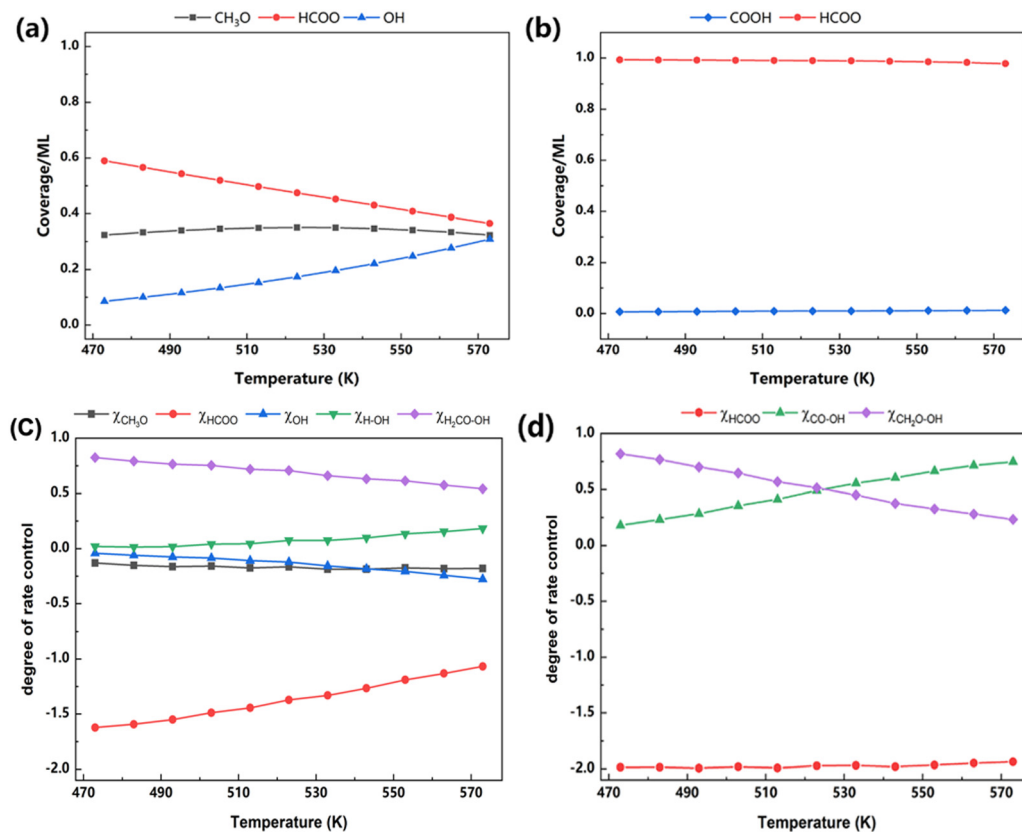 (a)
CH₃O HCOO OH
1.0
0.8
0.6
0.4
0.2
0.0
Coverage/ML
470 490 510 530 550 570
Temperature (K)
(b)
COOH HCOO
1.0
0.8
0.6
0.4
0.2
0.0
Coverage/ML
470 490 510 530 550 570
Temperature (K)
(C)
χCH₃O χHCOO χOH χH-OH χH₂CO-OH
1.0
0.5
0.0
-0.5
-1.0
-1.5
-2.0
degree of rate control
470 490 510 530 550 570
Temperature (K)
(d)
χHCOO χCO-OH χCH₂O-OH
1.0
0.5
0.0
-0.5
-1.0
-1.5
-2.0
degree of rate control
470 490 510 530 550 570
Temperature (K)